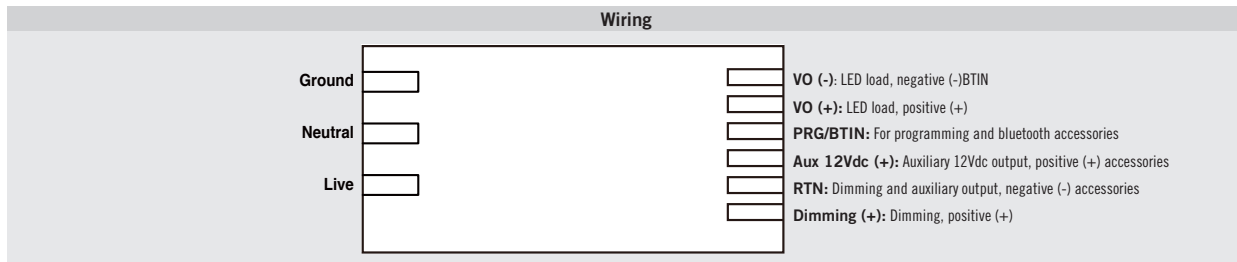 Wiring
Ground
Neutral
Live
VO (-): LED load, negative (-)BTIN
VO (+): LED load, positive (+)
PRG/BTIN: For programming and bluetooth accessories
Aux 12Vdc (+): Auxiliary 12Vdc output, positive (+) accessories
RTN: Dimming and auxiliary output, negative (-) accessories
Dimming (+): Dimming, positive (+)